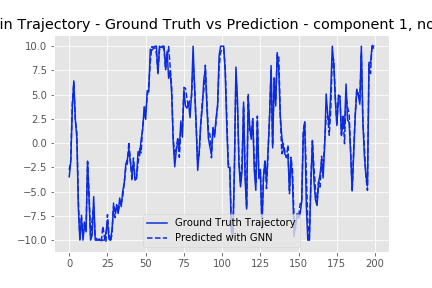 in Trajectory - Ground Truth vs Prediction - component 1, no
10.0
7.5
5.0
2.5
0.0
−2.5
−5.0
−7.5
−10.0
Ground Truth Trajectory
Predicted with GNN
0 25 50 75 100 125 150 175 200